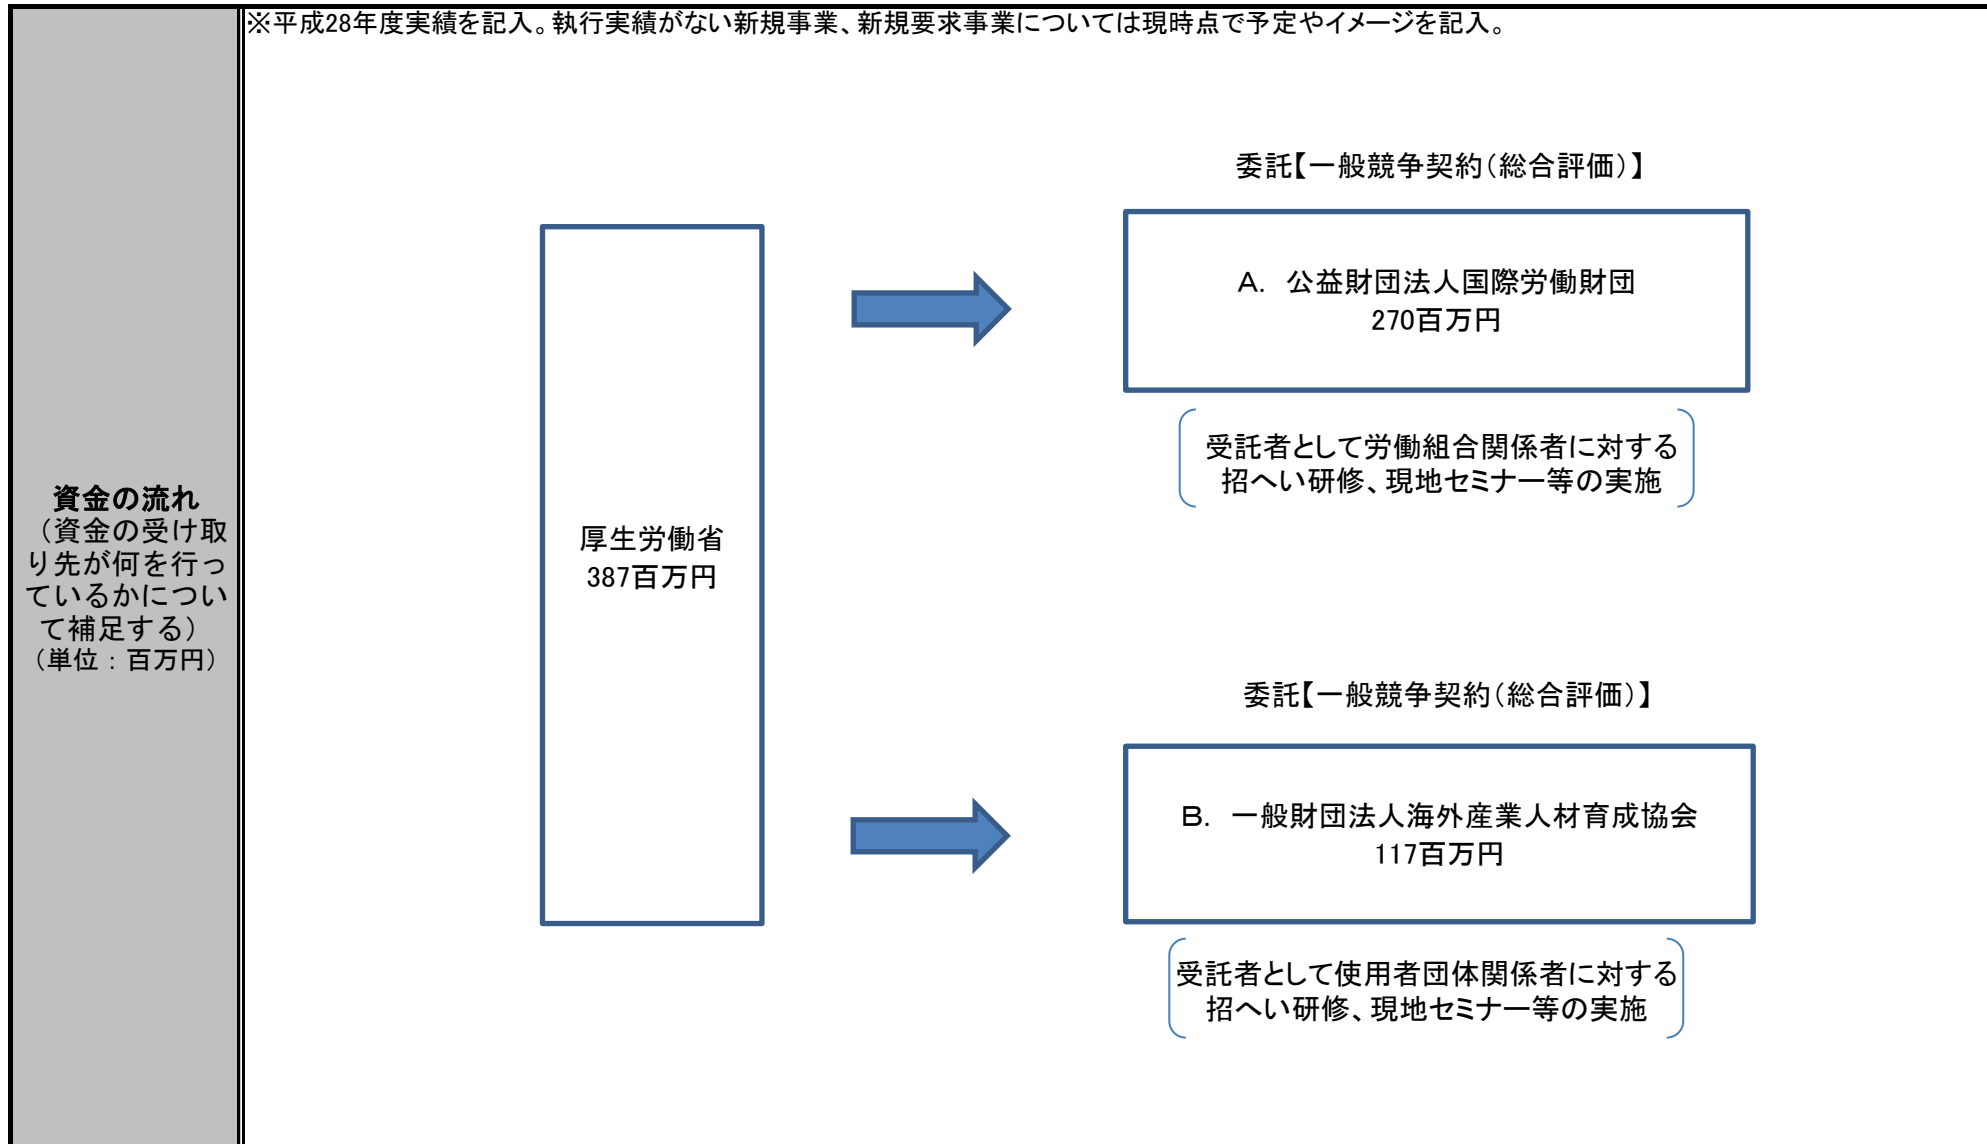 ※平成28年度実績を記入。執行実績がない新規事業、新規要求事業については現時点で予定やイメージを記入。
資金の流れ
（資金の受け取
り先が何を行っ
ているかについ
て補足する）
（単位：百万円）
厚生労働省
387百万円
委託【一般競争契約（総合評価）】
A． 公益財団法人国際労働財団
270百万円
受託者として労働組合関係者に対する
招へい研修、現地セミナー等の実施
委託【一般競争契約（総合評価）】
B． 一般財団法人海外産業人材育成協会
117百万円
受託者として使用者団体関係者に対する
招へい研修、現地セミナー等の実施